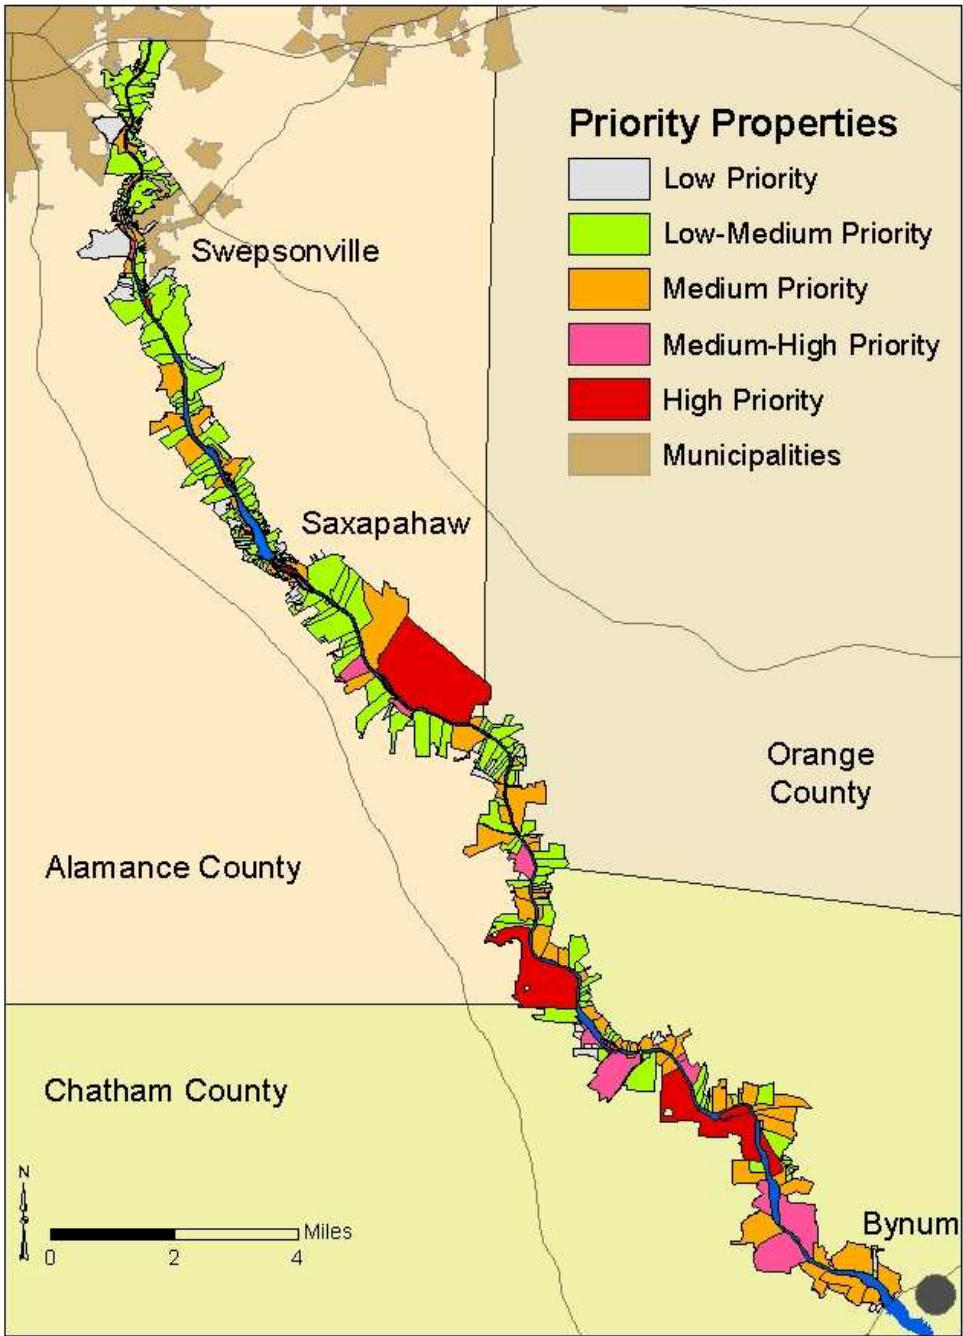 Priority Properties
Low Priority
Low-Medium Priority
Medium Priority
Medium-High Priority
High Priority
Municipalities
Swepsonville
Saxapahaw
Orange
County
Alamance County
Chatham County
Bynum
N
Miles
0 2 4